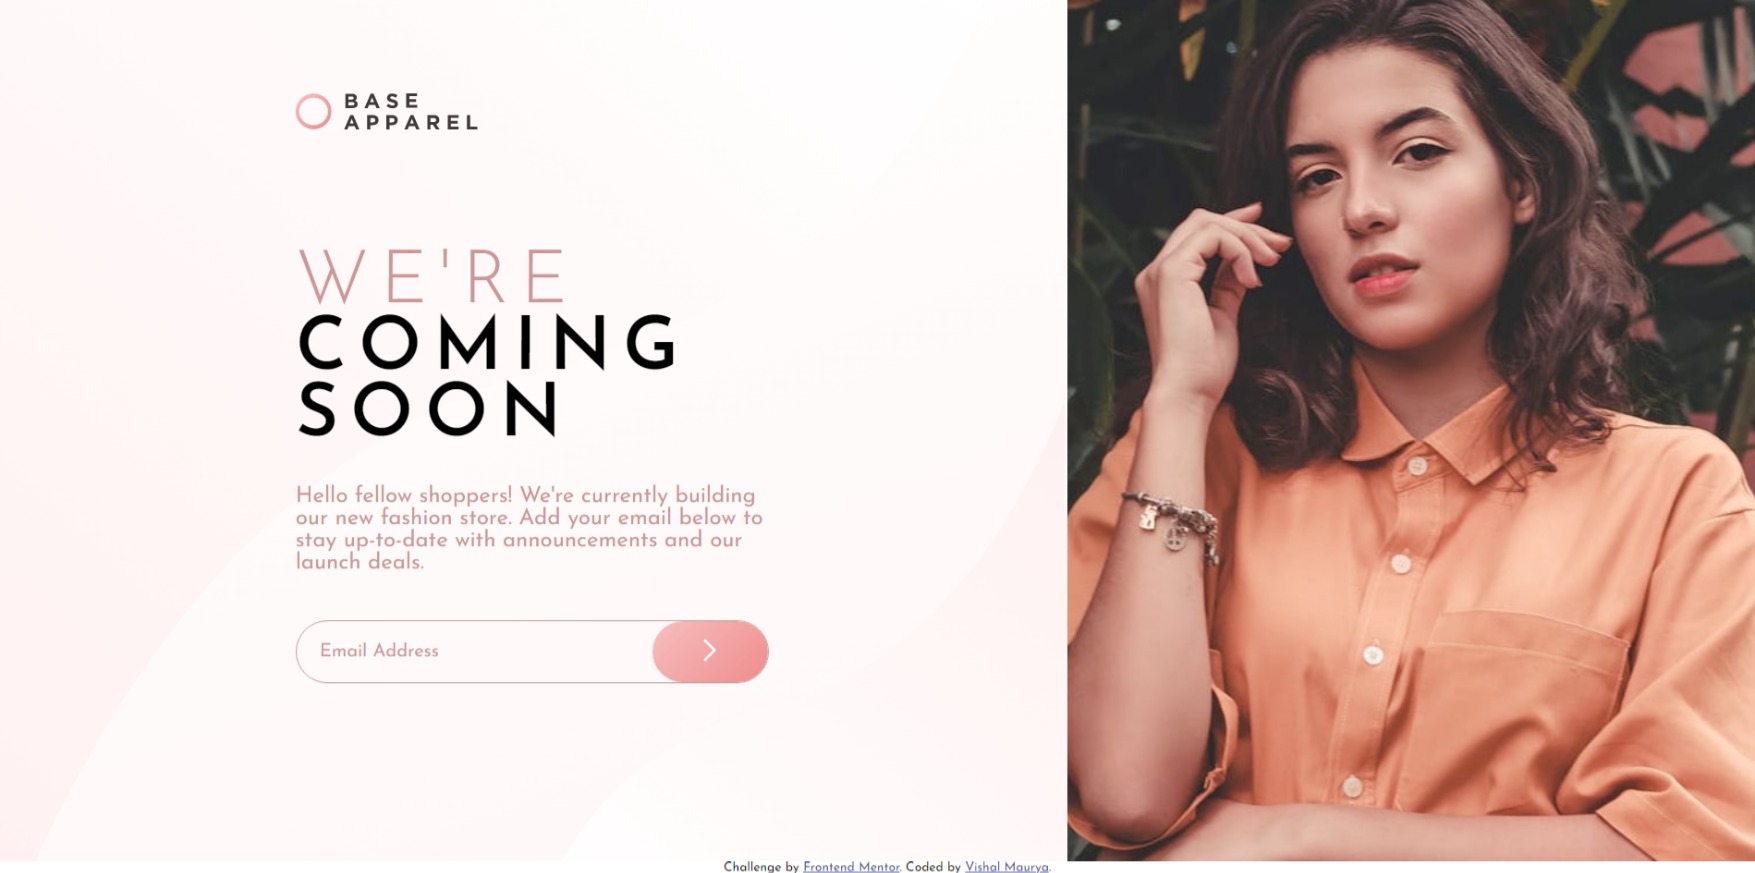 BASE
APPAREL
WE'RE
COMING
SOON
Hello fellow shoppers! We're currently building
our new fashion store. Add your email below to
stay up-to-date with announcements and our
launch deals.
Email Address
Challenge by Frontend Mentor. Coded by Vishal Maurya.